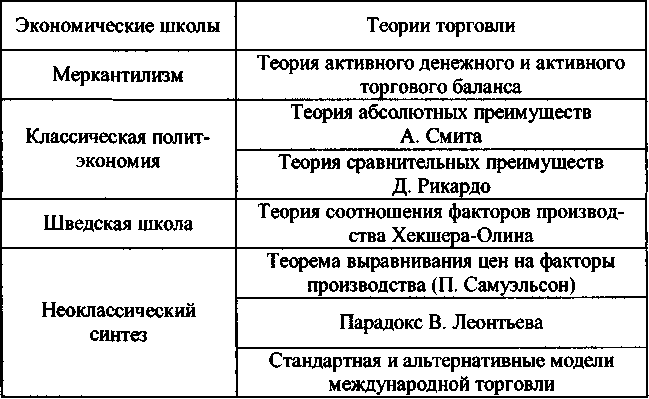 Экономические школы
Теории торговли
Меркантилизм
Теория активного денежного и активного
торгового баланса
Классическая полит-
экономия
Теория абсолютных преимуществ
А. Смита
Теория сравнительных преимуществ
Д. Рикардо
Шведская школа
Теория соотношения факторов производ-
ства Хекшера-Олина
Неоклассический
синтез
Теорема выравнивания цен на факторы
производства (П. Самуэльсон)
Парадокс В. Леонтьева
Стандартная и альтернативные модели
международной торговли